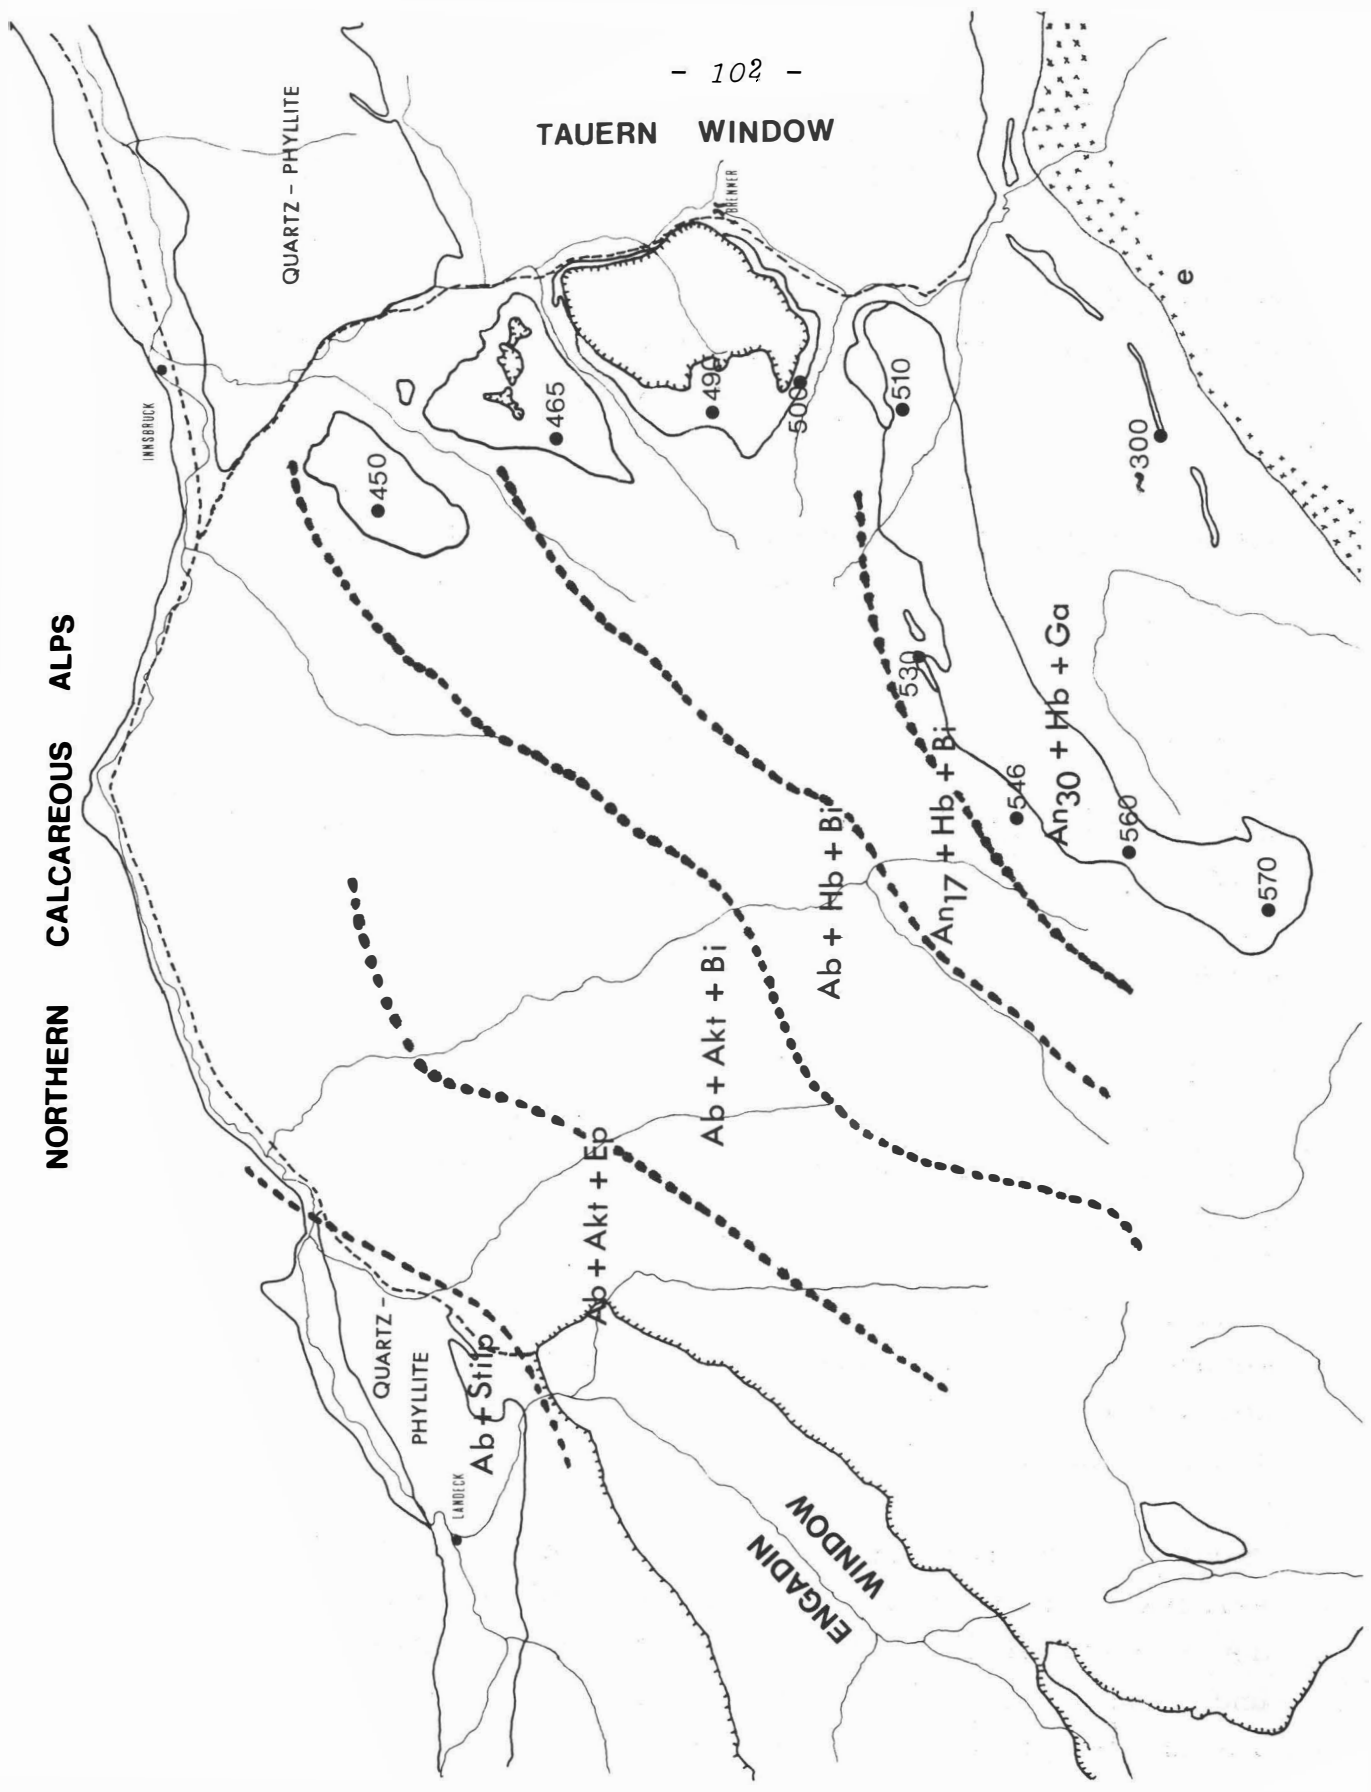 - 102 -
TAUERN WINDOW
NORTHERN CALCAREOUS ALPS
QUARTZ - PHYLLITE
BRENNER
INNSBRUCK
450
465
490
500
510
~300
e
530
546
560
570
An30 + Hb + Ga
An17 + Hb + Bi
Ab + Hb + Bi
Ab + Akt + Bi
Ab + Akt + Ep
Ab + Stilp
QUARTZ -
PHYLLITE
LANDECK
ENGADIN
WINDOW